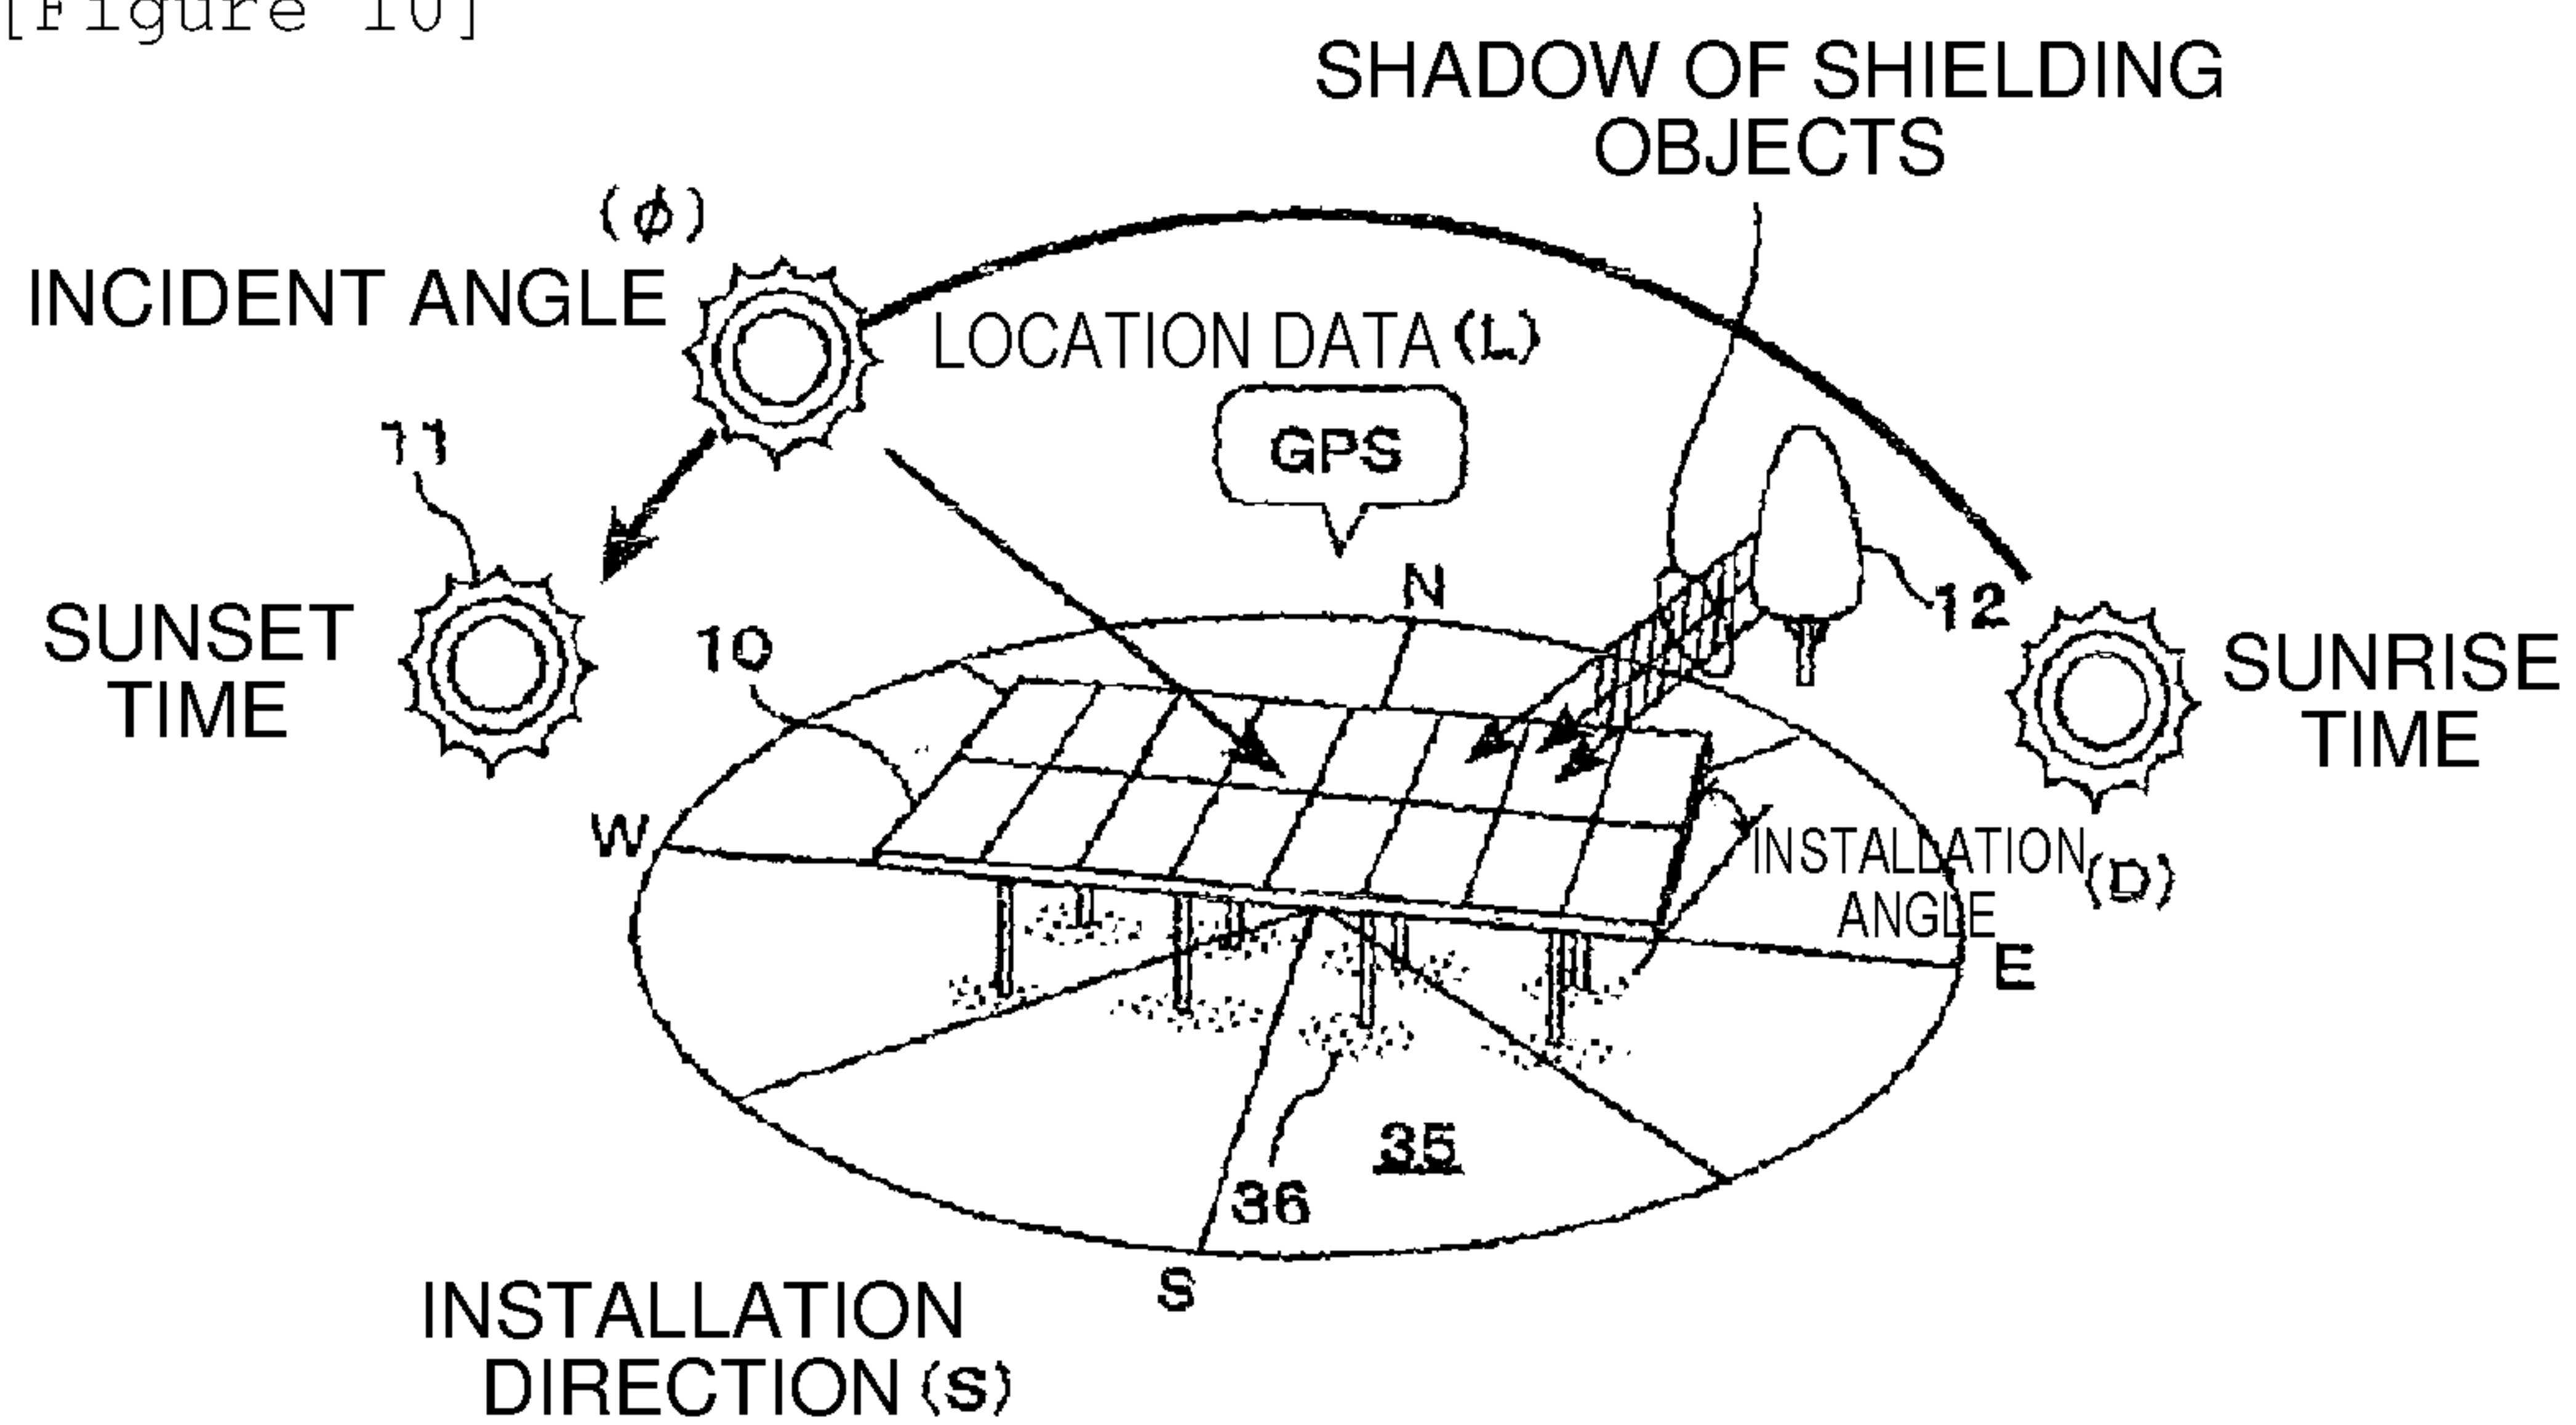 [Figure 10]
SHADOW OF SHIELDING
OBJECTS
(ϕ)
INCIDENT ANGLE
LOCATION DATA (L)
GPS
11
N
12
SUNSET
TIME
10
SUNRISE
TIME
W
INSTALLATION
ANGLE
(D)
E
35
36
S
INSTALLATION
DIRECTION (S)